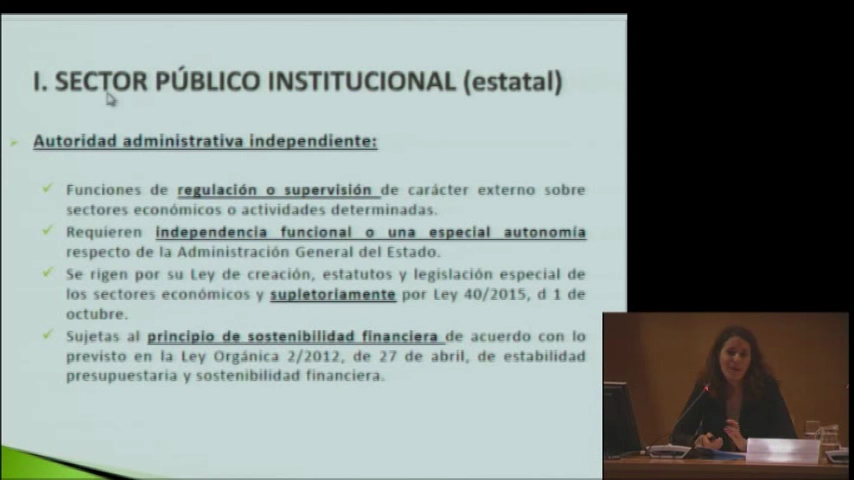 I. SECTOR PÚBLICO INSTITUCIONAL (estatal)
Autoridad administrativa independiente:
Funciones de regulación o supervisión de carácter externo sobre
sectores económicos o actividades determinadas.
Requieren independencia funcional o una especial autonomía
respecto de la Administración General del Estado.
Se rigen por su Ley de creación, estatutos y legislación especial de
los sectores económicos y supletoriamente por Ley 40/2015, d 1 de
octubre.
Sujetas al principio de sostenibilidad financiera de acuerdo con lo
previsto en la Ley Orgánica 2/2012, de 27 de abril, de estabilidad
presupuestaria y sostenibilidad financiera.